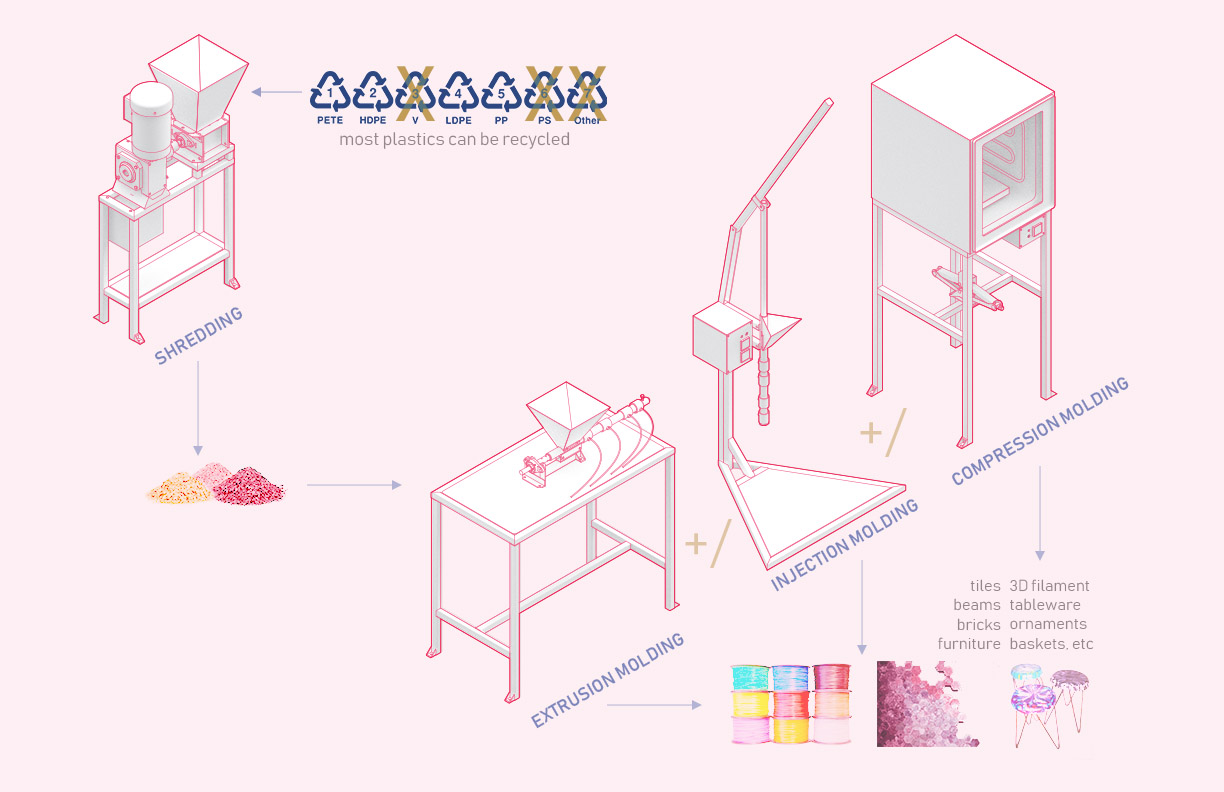 1 2 3 4 5 6
PETE HDPE V LDPE PP PS Other
most plastics can be recycled
SHREDDING
+/
COMPRESSION MOLDING
+/
INJECTION MOLDING
EXTRUSION MOLDING
tiles 3D filament
beams tableware
bricks ornaments
furniture baskets, etc